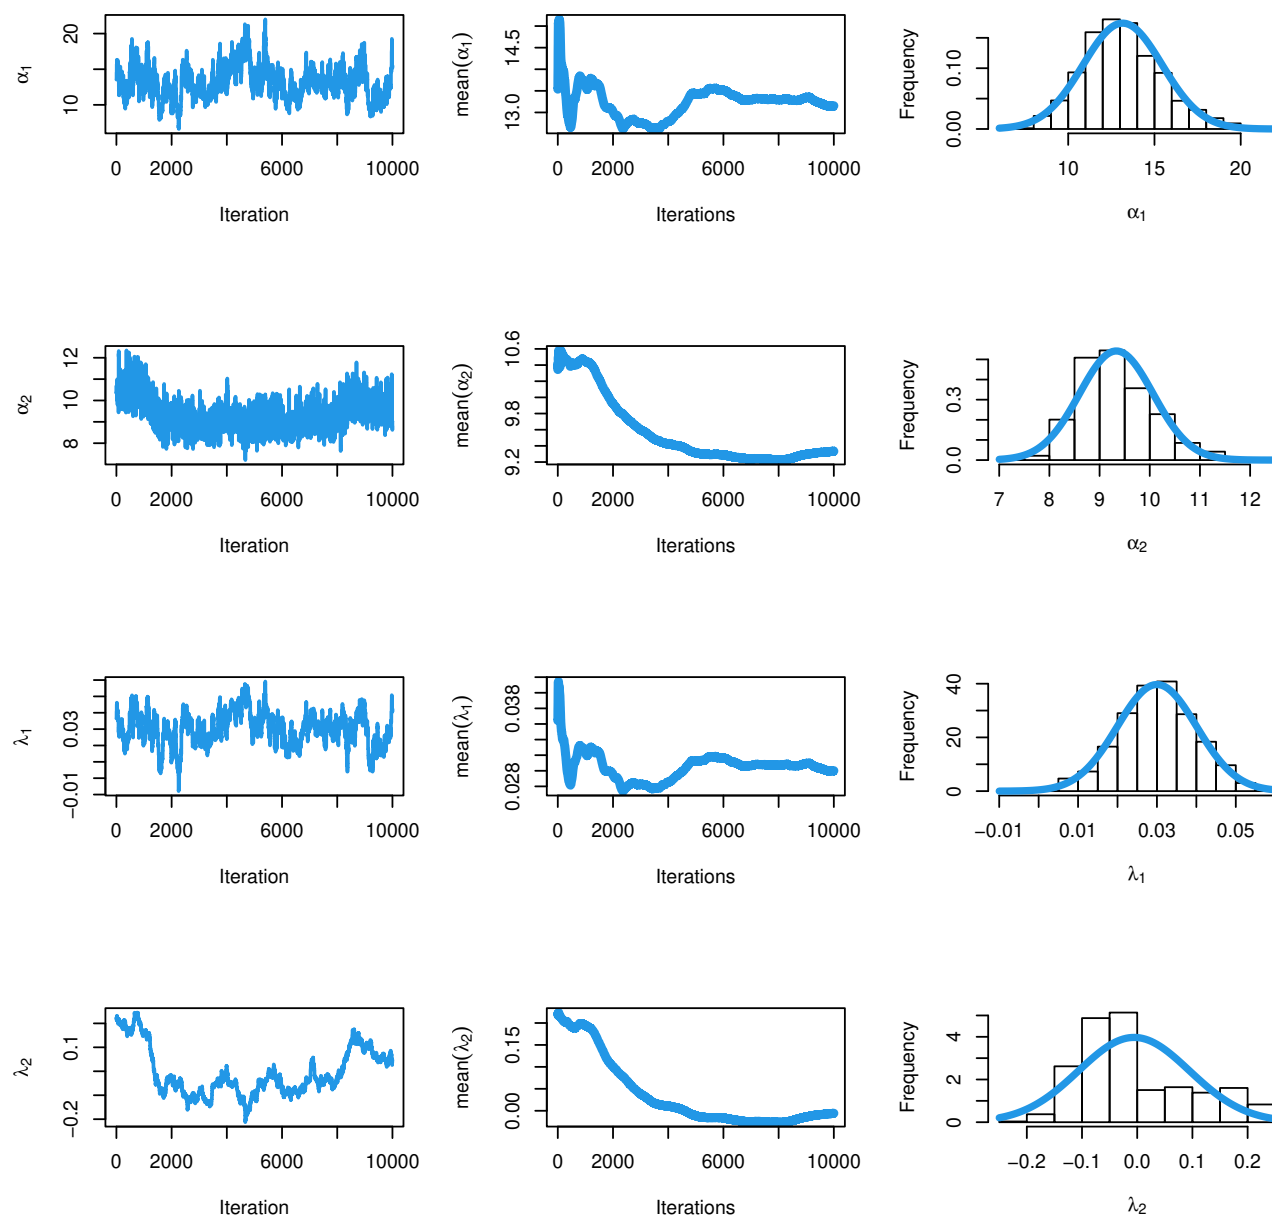 α1
10 20
0 2000 6000 10000
Iteration
mean(α1)
13.0 14.5
0 2000 6000 10000
Iterations
Frequency
0.00 0.10
10 15 20
α1
α2
8 10 12
0 2000 6000 10000
Iteration
mean(α2)
9.2 9.8 10.6
0 2000 6000 10000
Iterations
Frequency
0.0 0.3
7 8 9 10 11 12
α2
λ1
−0.01 0.03
0 2000 6000 10000
Iteration
mean(λ1)
0.028 0.038
0 2000 6000 10000
Iterations
Frequency
0 20 40
−0.01 0.01 0.03 0.05
λ1
λ2
−0.2 0.1
0 2000 6000 10000
Iteration
mean(λ2)
0.00 0.15
0 2000 6000 10000
Iterations
Frequency
0 2 4
−0.2 −0.1 0.0 0.1 0.2
λ2